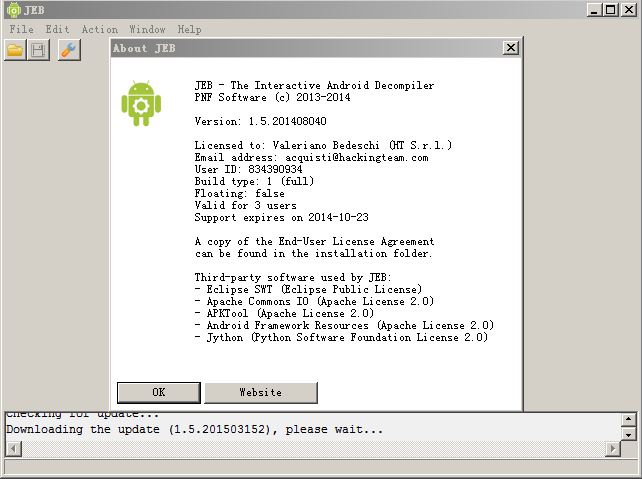 JEB
File Edit Action Window Help
About JEB
JEB - The Interactive Android Decompiler
PNF Software (c) 2013-2014
Version: 1.5.201408040
Licensed to: Valeriano Bedeschi (HT S.r.l.)
Email address: acquisti@hackingteam.com
User ID: 834390934
Build type: 1 (full)
Floating: false
Valid for 3 users
Support expires on 2014-10-23
A copy of the End-User License Agreement
can be found in the installation folder.
Third-party software used by JEB:
- Eclipse SWT (Eclipse Public License)
- Apache Commons IO (Apache License 2.0)
- APKTool (Apache License 2.0)
- Android Framework Resources (Apache License 2.0)
- Jython (Python Software Foundation License 2.0)
OK Website
Checking for update...
Downloading the update (1.5.201503152), please wait...